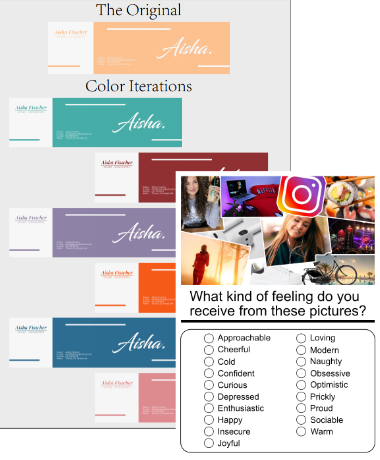 The Original
Aisha Fischer
Aisha.
Color Iterations
Aisha Fischer
Aisha.
Aisha Fischer
Aisha Fischer
Aisha.
Aisha Fischer
Aisha Fischer
Aisha.
Aisha Fischer
NETFLIX
What kind of feeling do you
receive from these pictures?
Approachable
Cheerful
Cold
Confident
Curious
Depressed
Enthusiastic
Happy
Insecure
Joyful
Loving
Modern
Naughty
Obsessive
Optimistic
Prickly
Proud
Sociable
Warm